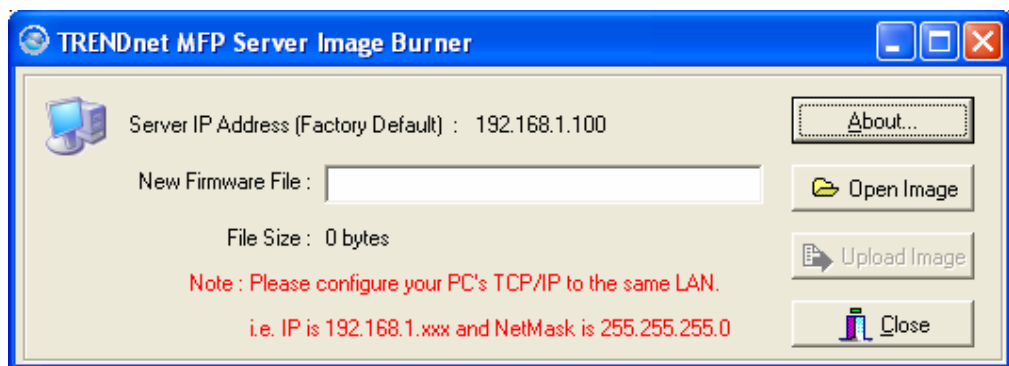 TRENDnet MFP Server Image Burner
Server IP Address (Factory Default) : 192.168.1.100
About...
New Firmware File :
Open Image
File Size : 0 bytes
Upload Image
Note : Please configure your PC's TCP/IP to the same LAN.
i.e. IP is 192.168.1.xxx and NetMask is 255.255.255.0
Close